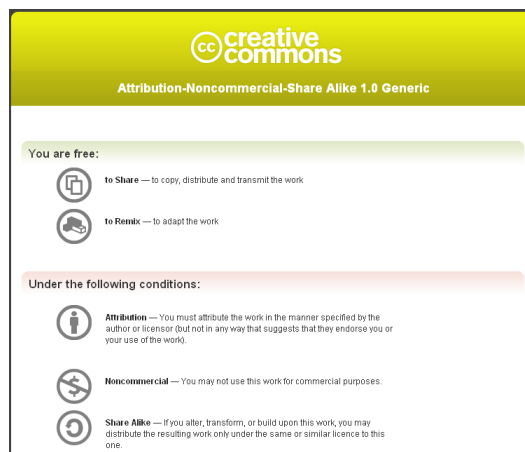 cc creative
commons
Attribution-Noncommercial-Share Alike 1.0 Generic
You are free:
to Share — to copy, distribute and transmit the work
to Remix — to adapt the work
Under the following conditions:
Attribution — You must attribute the work in the manner specified by the
author or licensor (but not in any way that suggests that they endorse you or
your use of the work).
Noncommercial — You may not use this work for commercial purposes.
Share Alike — If you alter, transform, or build upon this work, you may
distribute the resulting work only under the same or similar licence to this
one.